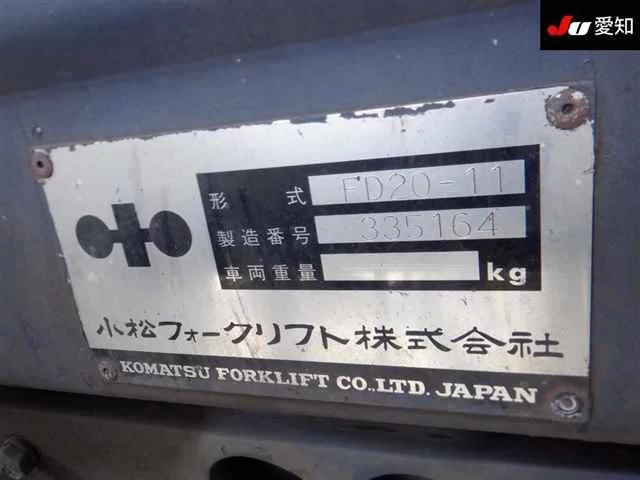 JU 愛知
形 式 FD20-11
製造番号 335164
車両重量 kg
小松フォークリフト株式会社
KOMATSU FORKLIFT CO.,LTD. JAPAN